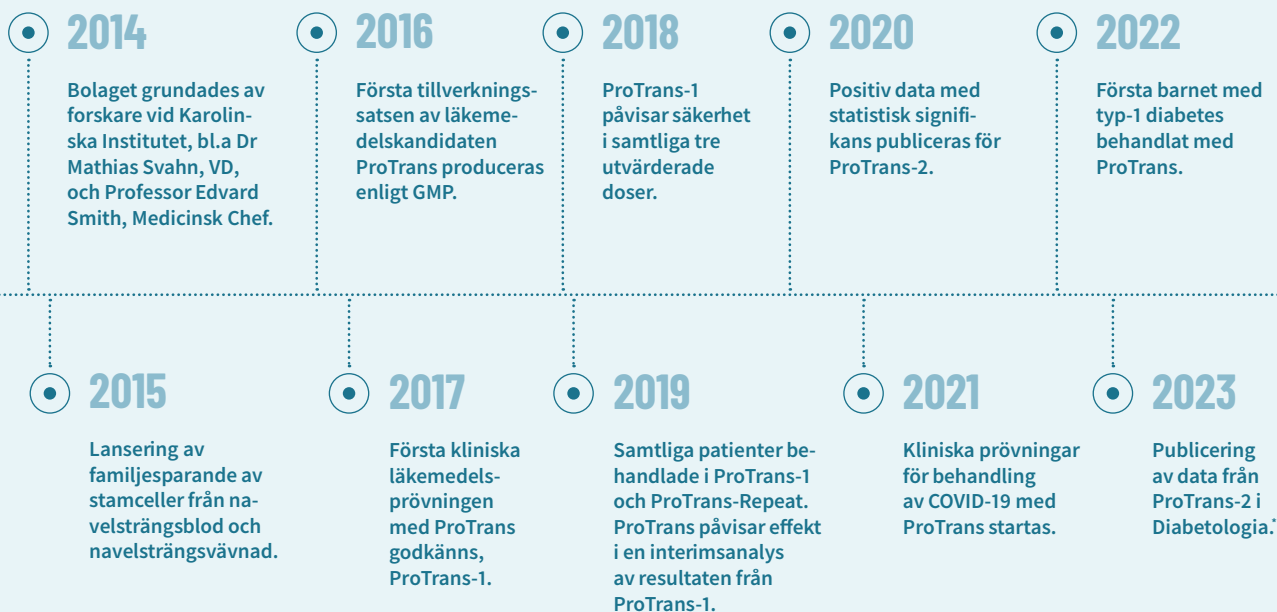 2014
Bolaget grundades av
forskare vid Karolin-
ska Institutet, bl.a Dr
Mathias Svahn, VD,
och Professor Edvard
Smith, Medicinsk Chef.
2016
Första tillverknings-
satsen av läkeme-
delskandidaten
ProTrans produceras
enligt GMP.
2018
ProTrans-1
påvisar säkerhet
i samtliga tre
utvärderade
doser.
2020
Positiv data med
statistisk signifi-
kans publiceras för
ProTrans-2.
2022
Första barnet med
typ-1 diabetes
behandlat med
ProTrans.
2015
Lansering av
familjesparande av
stamceller från na-
velsträngsblod och
navelsträngsvävnad.
2017
Första kliniska
läkemedels-
prövningen
med ProTrans
godkänns,
ProTrans-1.
2019
Samtliga patienter be-
handlade i ProTrans-1
och ProTrans-Repeat.
ProTrans påvisar effekt
i en interimsanalys
av resultaten från
ProTrans-1.
2021
Kliniska prövningar
för behandling
av COVID-19 med
ProTrans startas.
2023
Publicering
av data från
ProTrans-2 i
Diabetologia.*